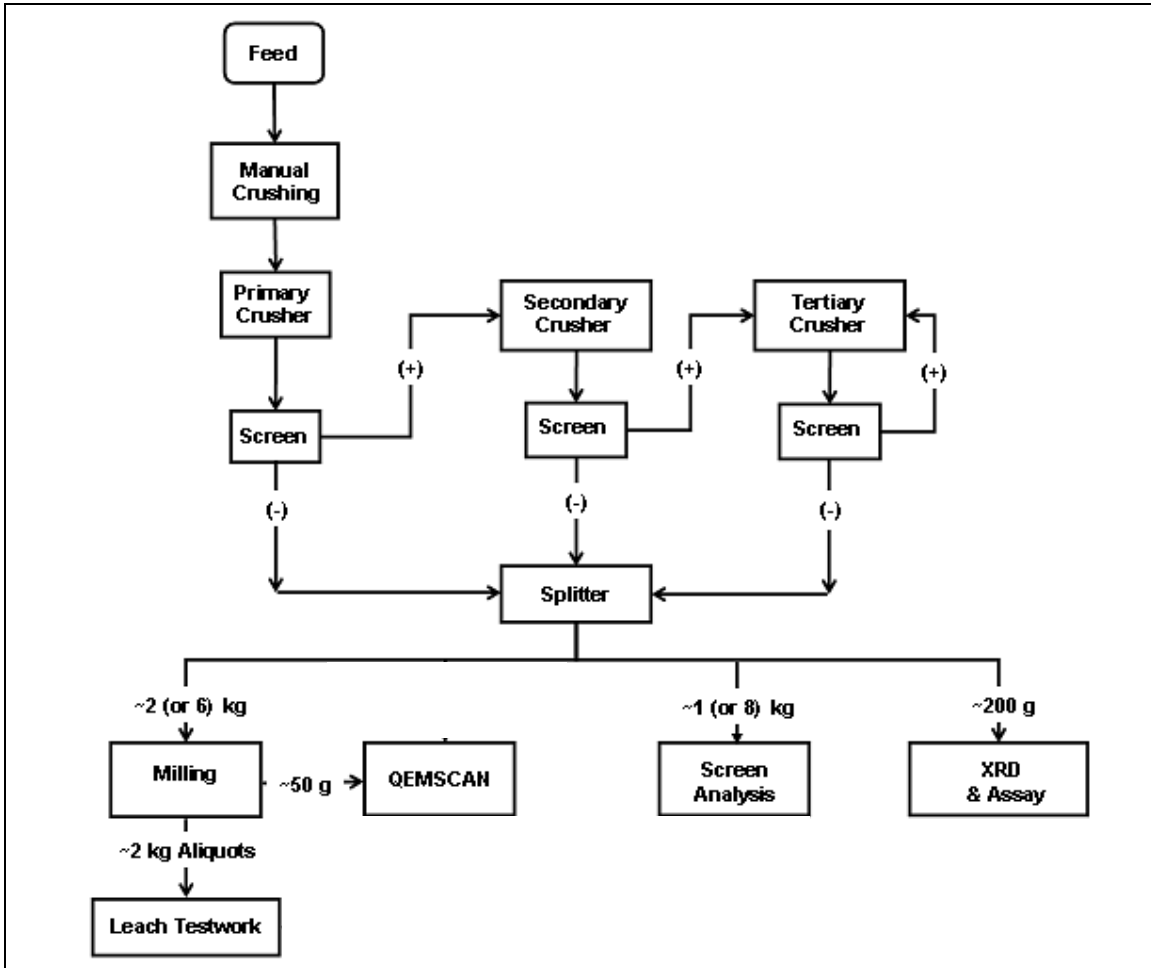 Feed
Manual
Crushing
Primary
Crusher
Secondary
Crusher
Tertiary
Crusher
(+)
(+)
(+)
Screen
Screen
Screen
(-)
(-)
(-)
Splitter
~2 (or 6) kg
~1 (or 8) kg
~200 g
Milling
~50 g
QEMSCAN
Screen
Analysis
XRD
& Assay
~2 kg Aliquots
Leach Testwork